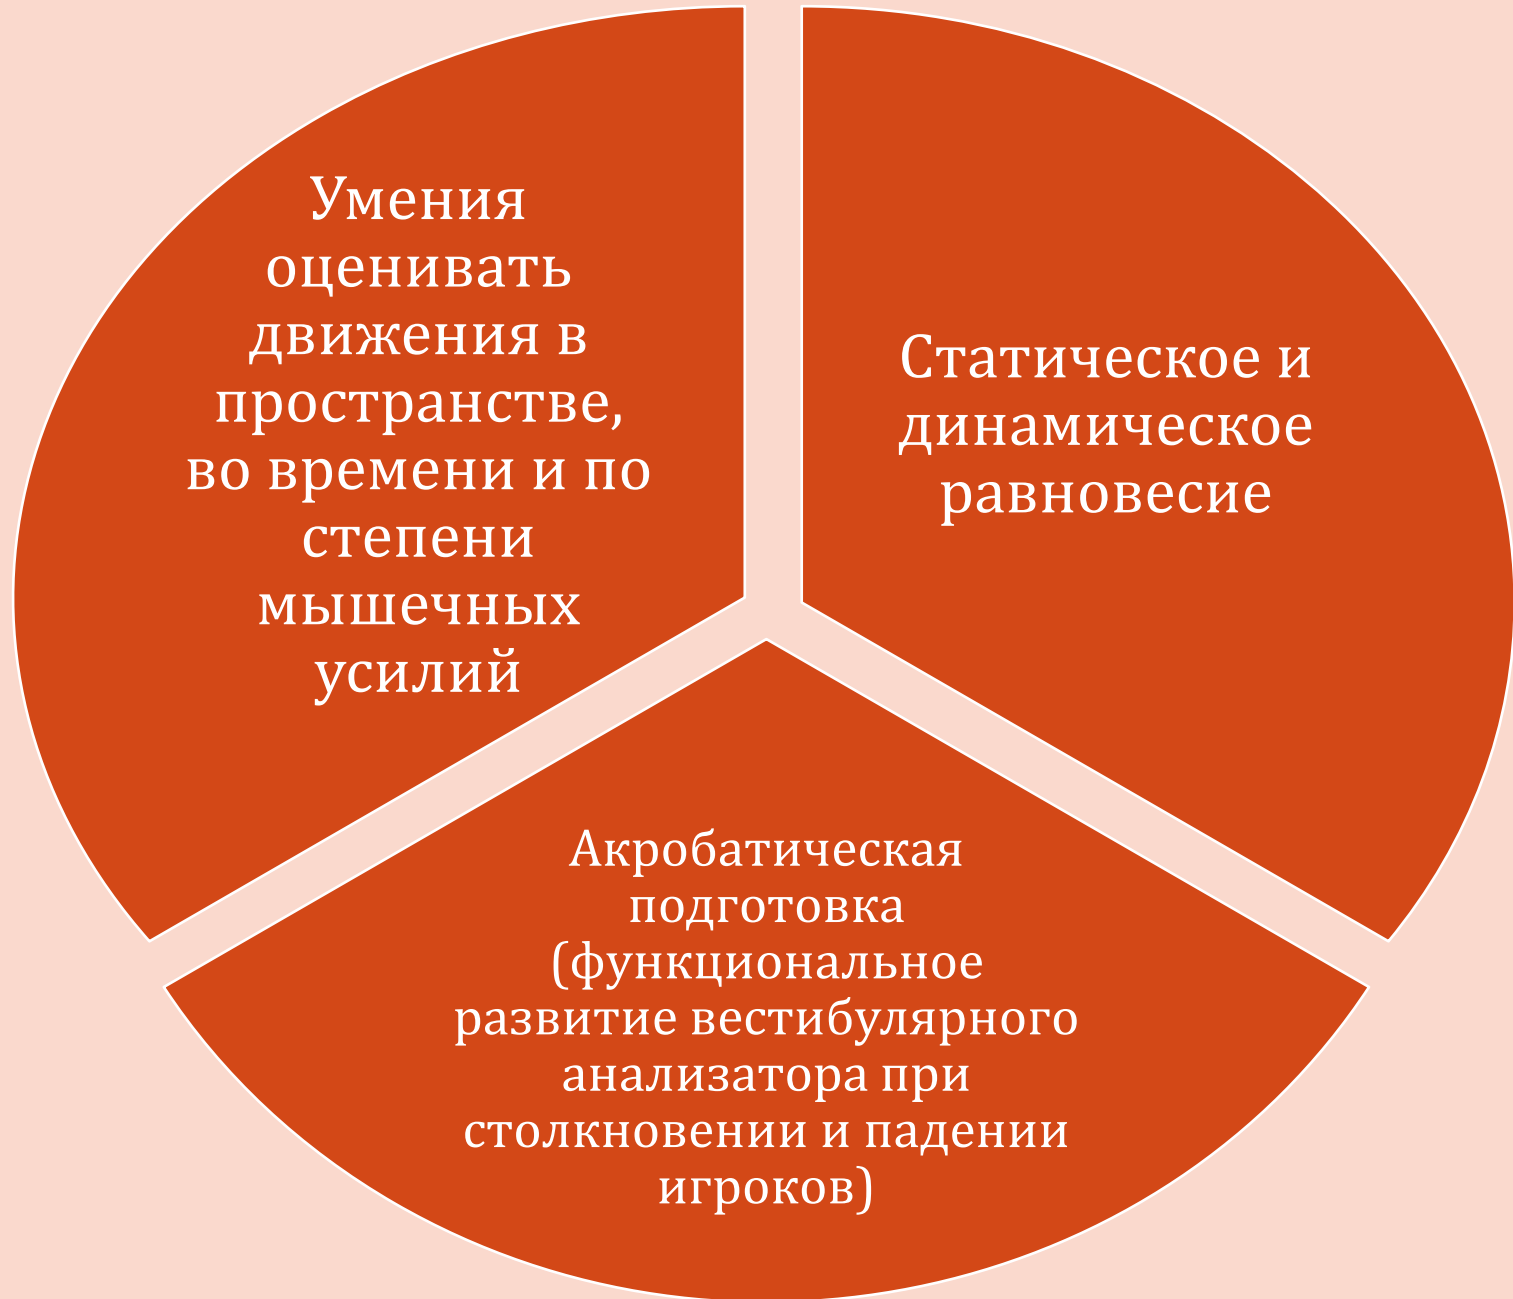 Умения
оценивать
движения в
пространстве,
во времени и по
степени
мышечных
усилий
Статическое и
динамическое
равновесие
Акробатическая
подготовка
(функциональное
развитие вестибулярного
анализатора при
столкновении и падении
игроков)